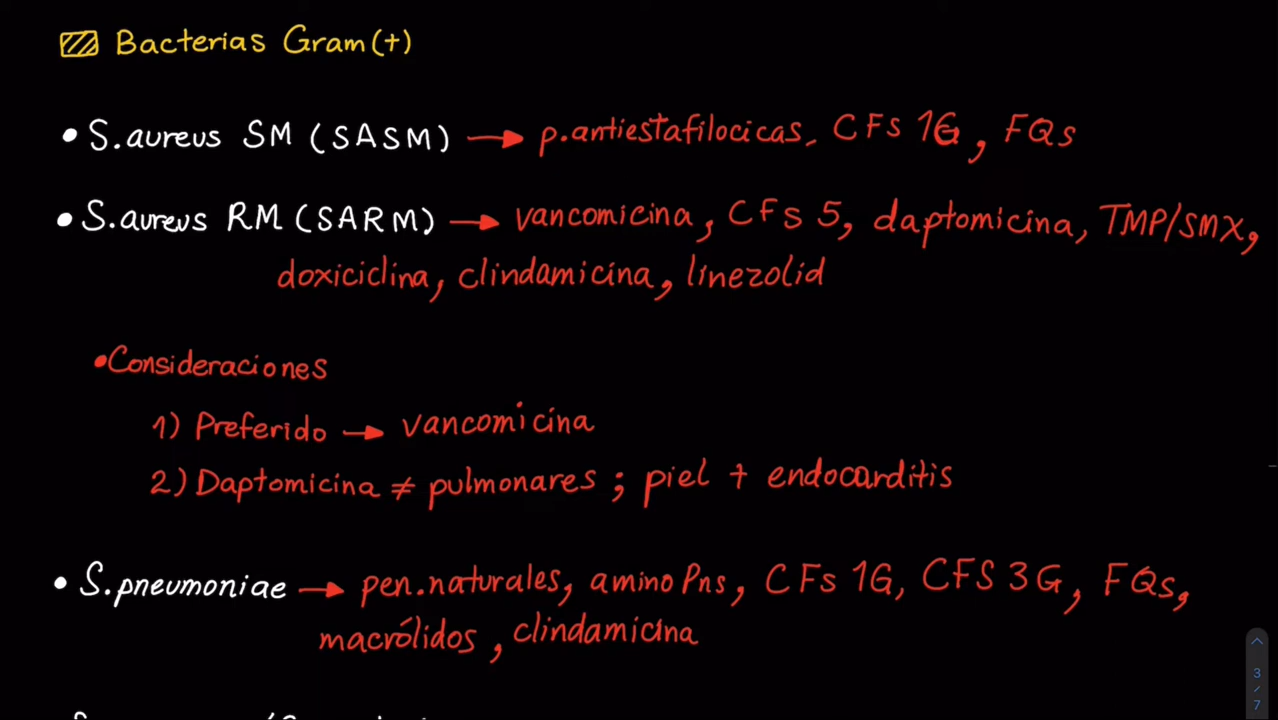 Bacterias Gram(+)
• S.aureus SM (SASM) → p.antiestafilocicas, CFs 1G, FQs
• S.aureus RM (SARM) → vancomicina, CFs 5, daptomicina, TMP/SMX,
doxiciclina, clindamicina, linezolid
• Consideraciones
1) Preferido → vancomicina
2) Daptomicina ≠ pulmonares ; piel + endocarditis
• S.pneumoniae → pen.naturales, amino Pns, CFs 1G, CFS 3G, FQs,
macrólidos, clindamicina
3
/
7